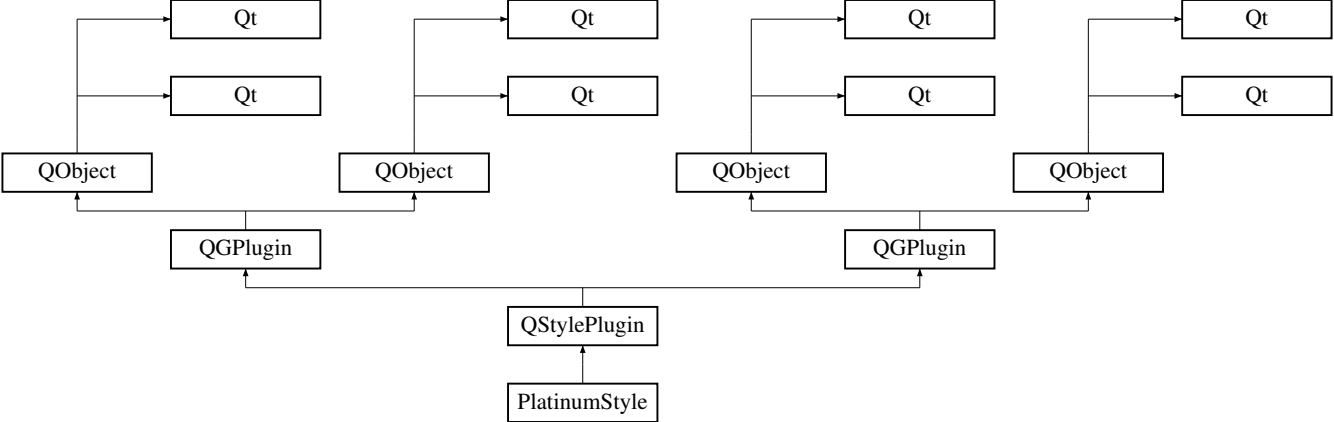 Qt Qt Qt Qt
Qt Qt Qt Qt
QObject QObject QObject QObject
QGPlugin QGPlugin
QStylePlugin
PlatinumStyle